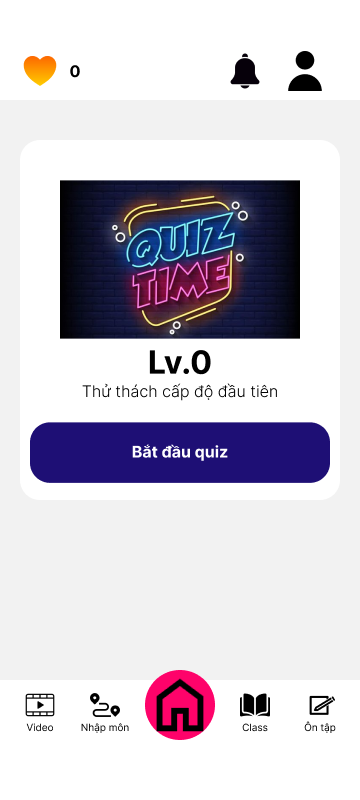 0
QUIZ
TIME
Lv.0
Thử thách cấp độ đầu tiên
Bắt đầu quiz
Video
Nhập môn
Class
Ôn tập